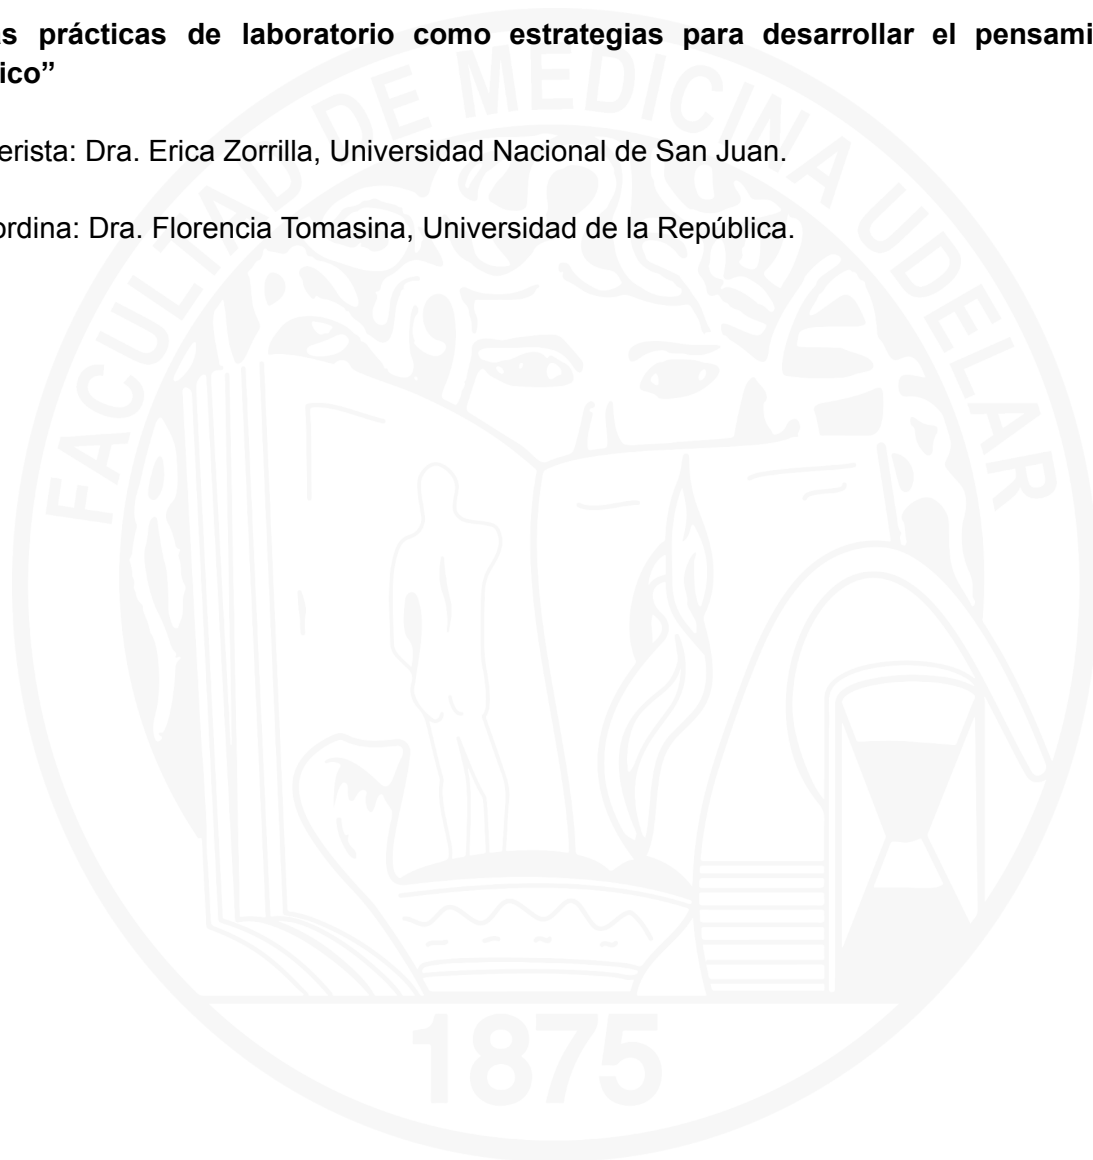 s prácticas de laboratorio como estrategias para desarrollar el pensami
ico”
erista: Dra. Erica Zorrilla, Universidad Nacional de San Juan.
ordina: Dra. Florencia Tomasina, Universidad de la República.
FACULTAD DE MEDICINA UDELAR
1875